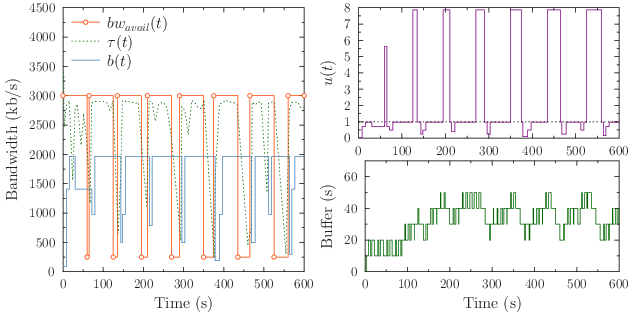 4500
4000
3500
3000
2500
2000
1500
1000
500
0
Bandwidth (kb/s)
bw_avail(t)
τ(t)
b(t)
0 100 200 300 400 500 600
Time (s)
8
7
6
5
4
3
2
1
0
u(t)
0 100 200 300 400 500 600
60
40
20
0
Buffer (s)
0 100 200 300 400 500 600
Time (s)